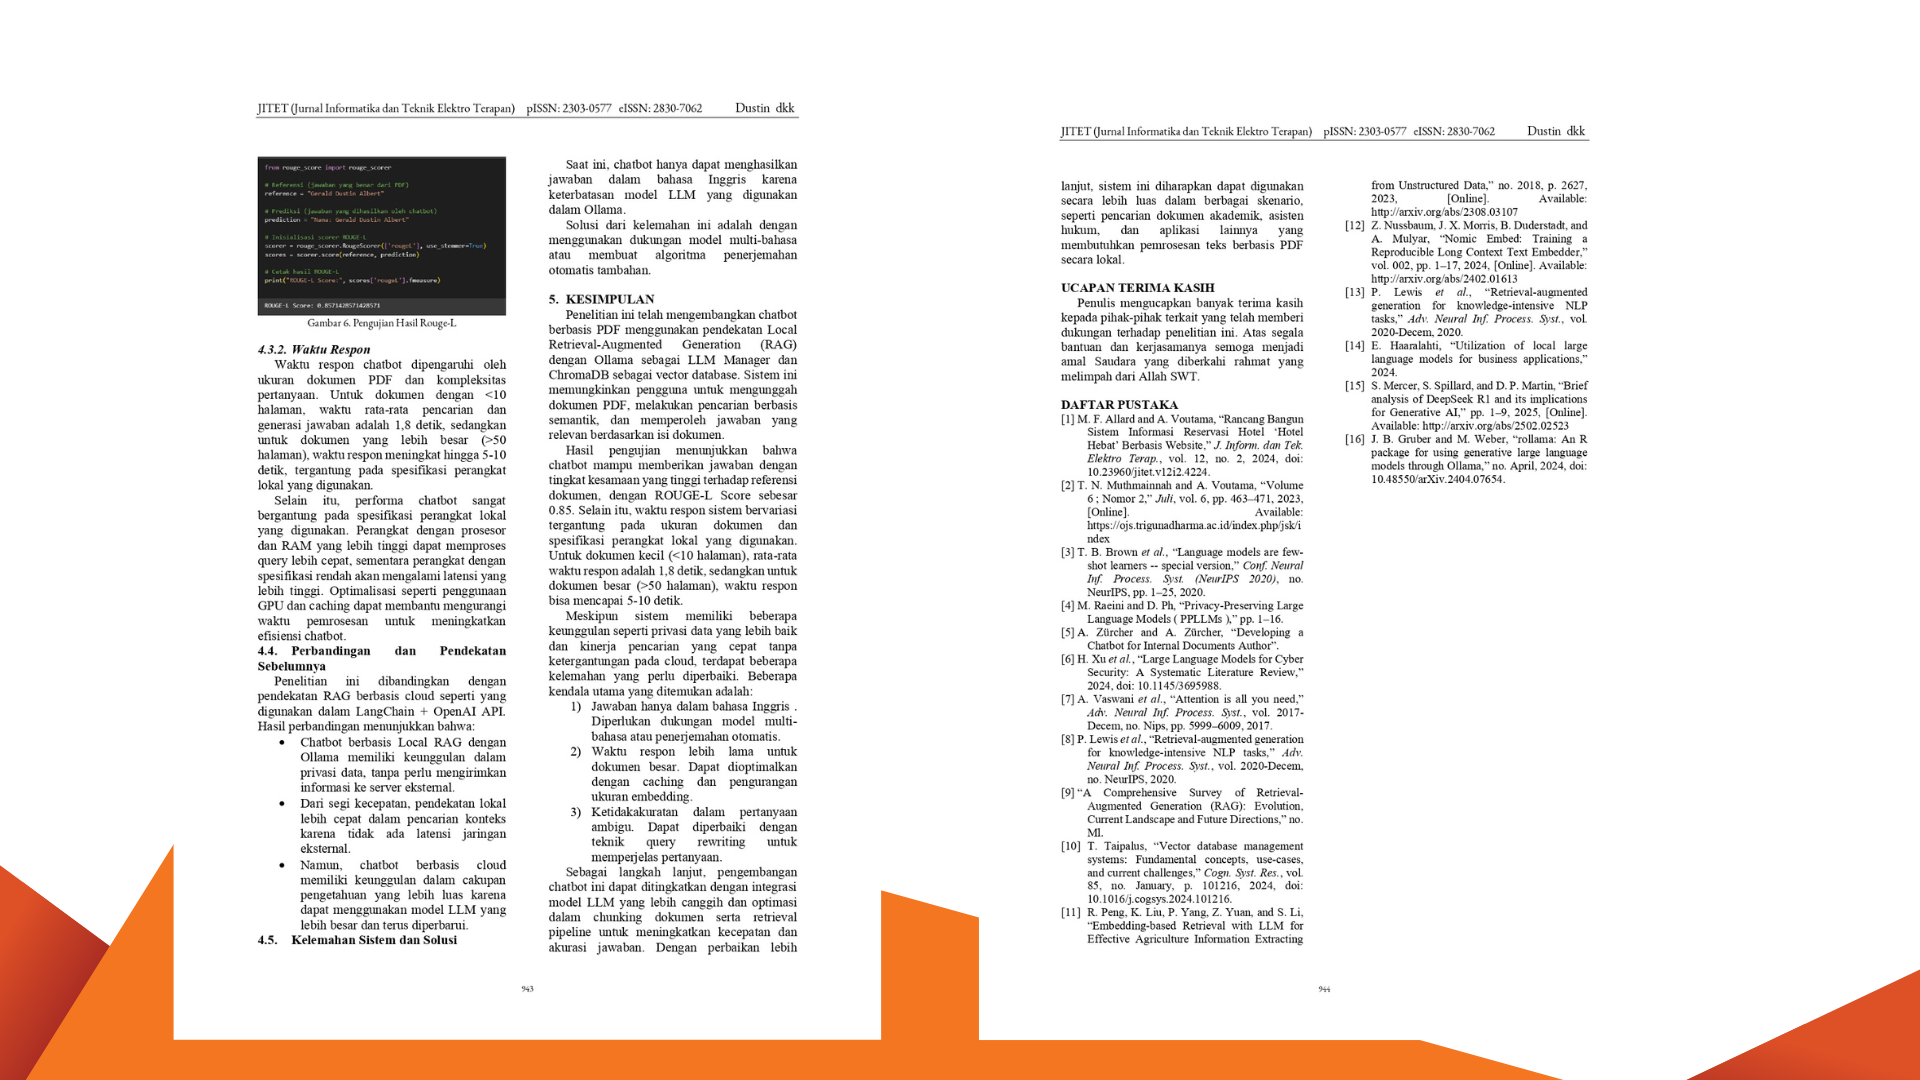 JITET (Jurnal Informatika dan Teknik Elektro Terapan) pISSN: 2303-0577 eISSN: 2830-7062 Dustin dkk
from rouge_score import rouge_scorer
# Referensi (jawaban yang benar dari PDF)
reference = "Gerald Dustin Albert"
# Prediksi (jawaban yang dihasilkan oleh chatbot)
prediction = "Nama: Gerald Dustin Albert"
# Inisialisasi scorer ROUGE-L
scorer = rouge_scorer.RougeScorer(['rougeL'], use_stemmer=True)
scores = scorer.score(reference, prediction)
# Cetak hasil ROUGE-L
print("ROUGE-L Score:", scores['rougeL'].fmeasure)
ROUGE-L Score: 0.8571428571428571
Gambar 6. Pengujian Hasil Rouge-L
4.3.2. Waktu Respon
Waktu respon chatbot dipengaruhi oleh
ukuran dokumen PDF dan kompleksitas
pertanyaan. Untuk dokumen dengan <10
halaman, waktu rata-rata pencarian dan
generasi jawaban adalah 1,8 detik, sedangkan
untuk dokumen yang lebih besar (>50
halaman), waktu respon meningkat hingga 5-10
detik, tergantung pada spesifikasi perangkat
lokal yang digunakan.
Selain itu, performa chatbot sangat
bergantung pada spesifikasi perangkat lokal
yang digunakan. Perangkat dengan prosesor
dan RAM yang lebih tinggi dapat memproses
query lebih cepat, sementara perangkat dengan
spesifikasi rendah akan mengalami latensi yang
lebih tinggi. Optimalisasi seperti penggunaan
GPU dan caching dapat membantu mengurangi
waktu pemrosesan untuk meningkatkan
efisiensi chatbot.
4.4. Perbandingan dan Pendekatan
Sebelumnya
Penelitian ini dibandingkan dengan
pendekatan RAG berbasis cloud seperti yang
digunakan dalam LangChain + OpenAI API.
Hasil perbandingan menunjukkan bahwa:
• Chatbot berbasis Local RAG dengan
Ollama memiliki keunggulan dalam
privasi data, tanpa perlu mengirimkan
informasi ke server eksternal.
• Dari segi kecepatan, pendekatan lokal
lebih cepat dalam pencarian konteks
karena tidak ada latensi jaringan
eksternal.
• Namun, chatbot berbasis cloud
memiliki keunggulan dalam cakupan
pengetahuan yang lebih luas karena
dapat menggunakan model LLM yang
lebih besar dan terus diperbarui.
4.5. Kelemahan Sistem dan Solusi
Saat ini, chatbot hanya dapat menghasilkan
jawaban dalam bahasa Inggris karena
keterbatasan model LLM yang digunakan
dalam Ollama.
Solusi dari kelemahan ini adalah dengan
menggunakan dukungan model multi-bahasa
atau membuat algoritma penerjemahan
otomatis tambahan.
5. KESIMPULAN
Penelitian ini telah mengembangkan chatbot
berbasis PDF menggunakan pendekatan Local
Retrieval-Augmented Generation (RAG)
dengan Ollama sebagai LLM Manager dan
ChromaDB sebagai vector database. Sistem ini
memungkinkan pengguna untuk mengunggah
dokumen PDF, melakukan pencarian berbasis
semantik, dan memperoleh jawaban yang
relevan berdasarkan isi dokumen.
Hasil pengujian menunjukkan bahwa
chatbot mampu memberikan jawaban dengan
tingkat kesamaan yang tinggi terhadap referensi
dokumen, dengan ROUGE-L Score sebesar
0.85. Selain itu, waktu respon sistem bervariasi
tergantung pada ukuran dokumen dan
spesifikasi perangkat lokal yang digunakan.
Untuk dokumen kecil (<10 halaman), rata-rata
waktu respon adalah 1,8 detik, sedangkan untuk
dokumen besar (>50 halaman), waktu respon
bisa mencapai 5-10 detik.
Meskipun sistem memiliki beberapa
keunggulan seperti privasi data yang lebih baik
dan kinerja pencarian yang cepat tanpa
ketergantungan pada cloud, terdapat beberapa
kelemahan yang perlu diperbaiki. Beberapa
kendala utama yang ditemukan adalah:
1) Jawaban hanya dalam bahasa Inggris .
Diperlukan dukungan model multi-
bahasa atau penerjemahan otomatis.
2) Waktu respon lebih lama untuk
dokumen besar. Dapat dioptimalkan
dengan caching dan pengurangan
ukuran embedding.
3) Ketidakakuratan dalam pertanyaan
ambigu. Dapat diperbaiki dengan
teknik query rewriting untuk
memperjelas pertanyaan.
Sebagai langkah lanjut, pengembangan
chatbot ini dapat ditingkatkan dengan integrasi
model LLM yang lebih canggih dan optimasi
dalam chunking dokumen serta retrieval
pipeline untuk meningkatkan kecepatan dan
akurasi jawaban. Dengan perbaikan lebih
943
JITET (Jurnal Informatika dan Teknik Elektro Terapan) pISSN: 2303-0577 eISSN: 2830-7062 Dustin dkk
lanjut, sistem ini diharapkan dapat digunakan
secara lebih luas dalam berbagai skenario,
seperti pencarian dokumen akademik, asisten
hukum, dan aplikasi lainnya yang
membutuhkan pemrosesan teks berbasis PDF
secara lokal.
UCAPAN TERIMA KASIH
Penulis mengucapkan banyak terima kasih
kepada pihak-pihak terkait yang telah memberi
dukungan terhadap penelitian ini. Atas segala
bantuan dan kerjasamanya semoga menjadi
amal Saudara yang diberkahi rahmat yang
melimpah dari Allah SWT.
DAFTAR PUSTAKA
[1] M. F. Allard and A. Voutama, “Rancang Bangun
Sistem Informasi Reservasi Hotel ‘Hotel
Hebat’ Berbasis Website,” J. Inform. dan Tek.
Elektro Terap., vol. 12, no. 2, 2024, doi:
10.23960/jitet.v12i2.4224.
[2] T. N. Muthmainnah and A. Voutama, “Volume
6 ; Nomor 2,” Juli, vol. 6, pp. 463–471, 2023,
[Online]. Available:
https://ojs.trigunadharma.ac.id/index.php/jsk/i
ndex
[3] T. B. Brown et al., “Language models are few-
shot learners -- special version,” Conf. Neural
Inf. Process. Syst. (NeurIPS 2020), no.
NeurIPS, pp. 1–25, 2020.
[4] M. Raeini and D. Ph, “Privacy-Preserving Large
Language Models ( PPLLMs ),” pp. 1–16.
[5] A. Zürcher and A. Zürcher, “Developing a
Chatbot for Internal Documents Author”.
[6] H. Xu et al., “Large Language Models for Cyber
Security: A Systematic Literature Review,”
2024, doi: 10.1145/3695988.
[7] A. Vaswani et al., “Attention is all you need,”
Adv. Neural Inf. Process. Syst., vol. 2017-
Decem, no. Nips, pp. 5999–6009, 2017.
[8] P. Lewis et al., “Retrieval-augmented generation
for knowledge-intensive NLP tasks,” Adv.
Neural Inf. Process. Syst., vol. 2020-Decem,
no. NeurIPS, 2020.
[9] “A Comprehensive Survey of Retrieval-
Augmented Generation (RAG): Evolution,
Current Landscape and Future Directions,” no.
Ml.
[10] T. Taipalus, “Vector database management
systems: Fundamental concepts, use-cases,
and current challenges,” Cogn. Syst. Res., vol.
85, no. January, p. 101216, 2024, doi:
10.1016/j.cogsys.2024.101216.
[11] R. Peng, K. Liu, P. Yang, Z. Yuan, and S. Li,
“Embedding-based Retrieval with LLM for
Effective Agriculture Information Extracting
from Unstructured Data,” no. 2018, p. 2627,
2023, [Online]. Available:
http://arxiv.org/abs/2308.03107
[12] Z. Nussbaum, J. X. Morris, B. Duderstadt, and
A. Mulyar, “Nomic Embed: Training a
Reproducible Long Context Text Embedder,”
vol. 002, pp. 1–17, 2024, [Online]. Available:
http://arxiv.org/abs/2402.01613
[13] P. Lewis et al., “Retrieval-augmented
generation for knowledge-intensive NLP
tasks,” Adv. Neural Inf. Process. Syst., vol.
2020-Decem, 2020.
[14] E. Haaralahti, “Utilization of local large
language models for business applications,”
2024.
[15] S. Mercer, S. Spillard, and D. P. Martin, “Brief
analysis of DeepSeek R1 and its implications
for Generative AI,” pp. 1–9, 2025, [Online].
Available: http://arxiv.org/abs/2502.02523
[16] J. B. Gruber and M. Weber, “rollama: An R
package for using generative large language
models through Ollama,” no. April, 2024, doi:
10.48550/arXiv.2404.07654.
944